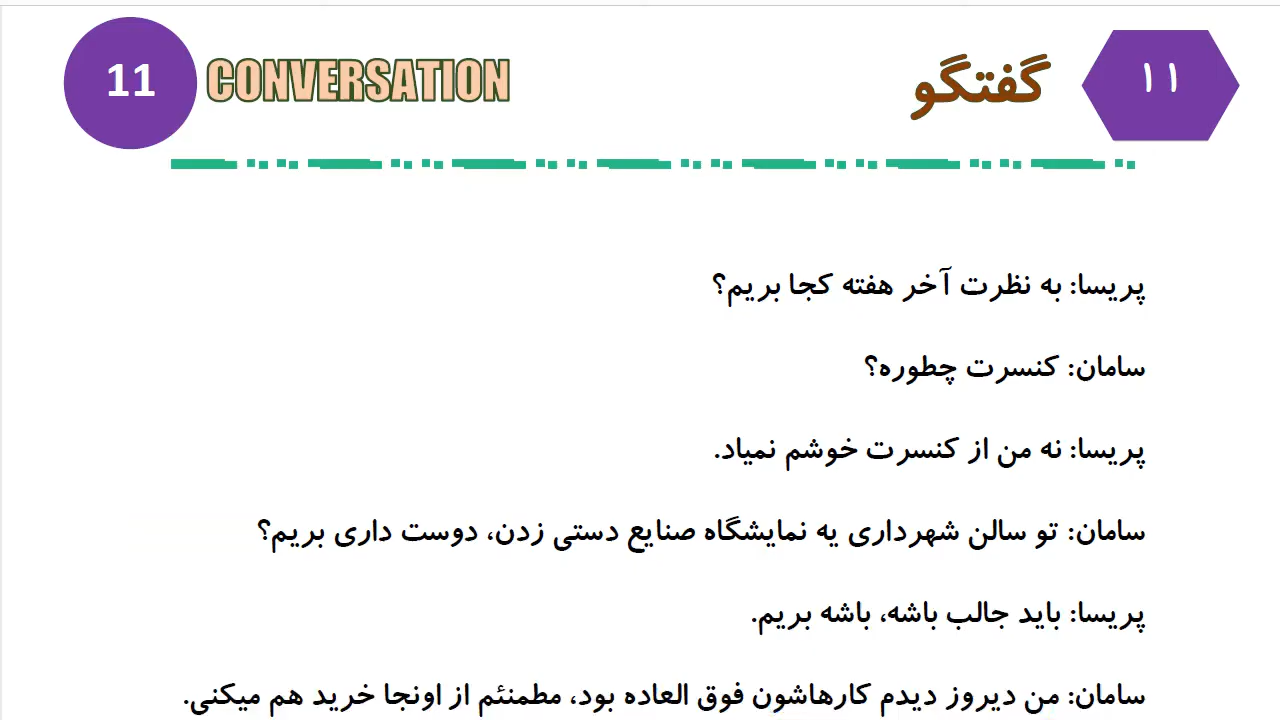 11 CONVERSATION
گفتگو ۱۱
پریسا: به نظرت آخر هفته کجا بریم؟
سامان: کنسرت چطوره؟
پریسا: نه من از کنسرت خوشم نمیاد.
سامان: تو سالن شهرداری یه نمایشگاه صنایع دستی زدن، دوست داری بریم؟
پریسا: باید جالب باشه، باشه بریم.
سامان: من دیروز دیدم کارهاشون فوق العاده بود، مطمنئم از اونجا خرید هم میکنی.